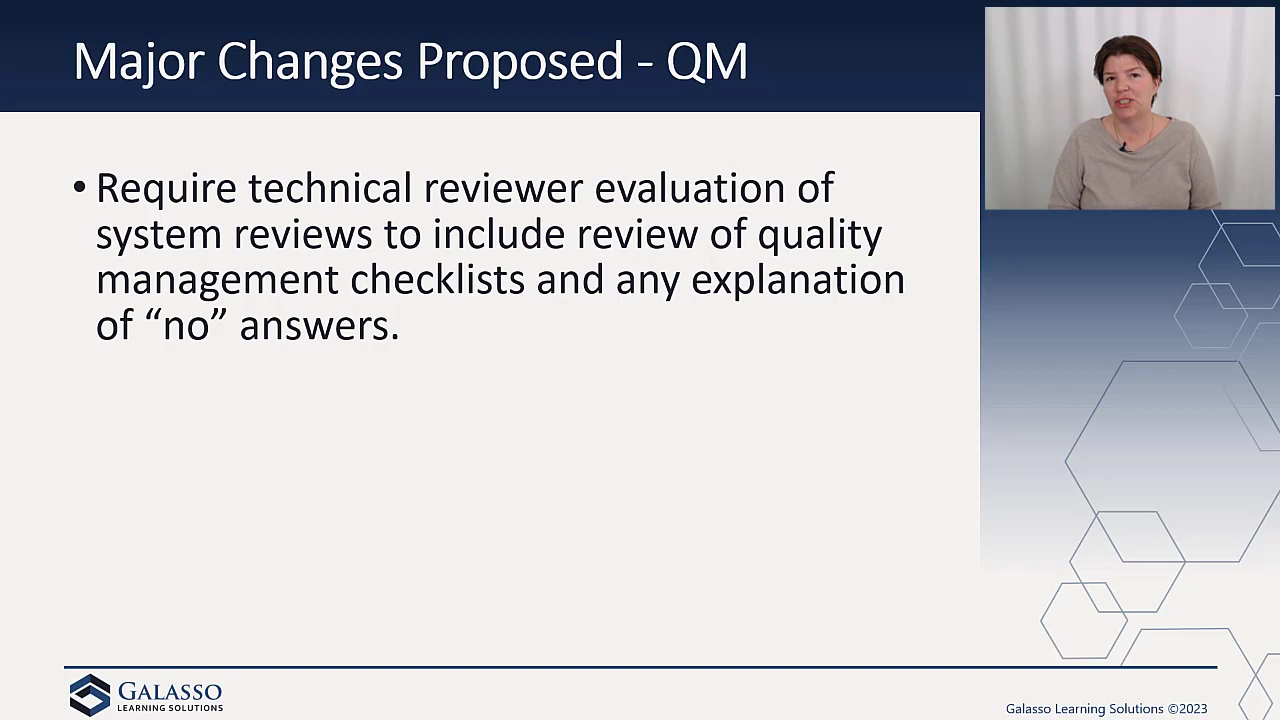 Major Changes Proposed - QM
• Require technical reviewer evaluation of
system reviews to include review of quality
management checklists and any explanation
of “no” answers.
GALASSO
LEARNING SOLUTIONS
Galasso Learning Solutions ©2023